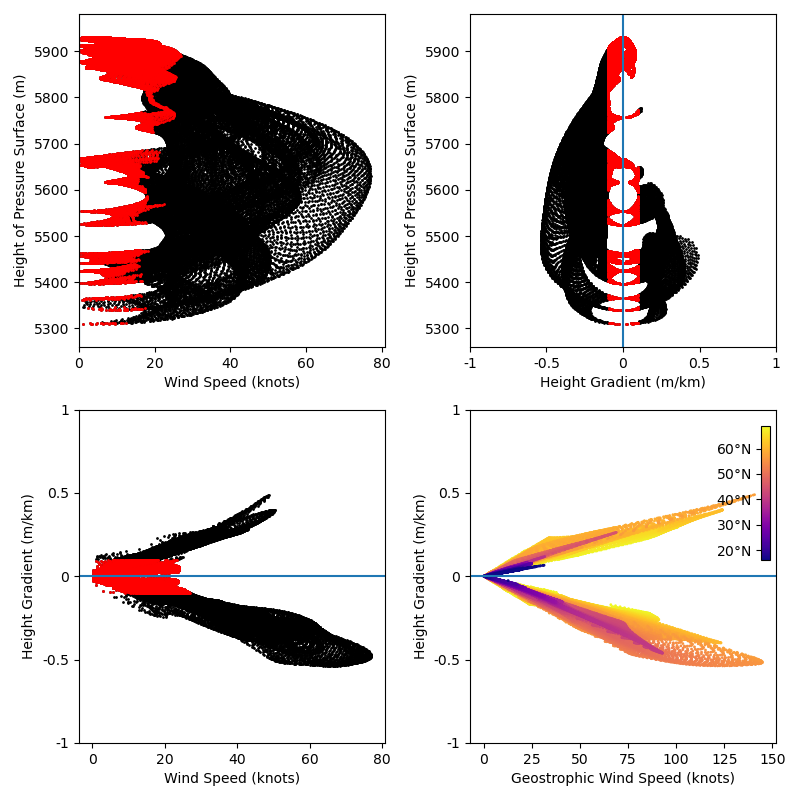 Height of Pressure Surface (m)
5900
5800
5700
5600
5500
5400
5300
0 20 40 60 80
Wind Speed (knots)
Height of Pressure Surface (m)
5900
5800
5700
5600
5500
5400
5300
-1 -0.5 0 0.5 1
Height Gradient (m/km)
Height Gradient (m/km)
1
0.5
0
-0.5
-1
0 20 40 60 80
Wind Speed (knots)
Height Gradient (m/km)
1
0.5
0
-0.5
-1
60°N
50°N
40°N
30°N
20°N
0 25 50 75 100 125 150
Geostrophic Wind Speed (knots)